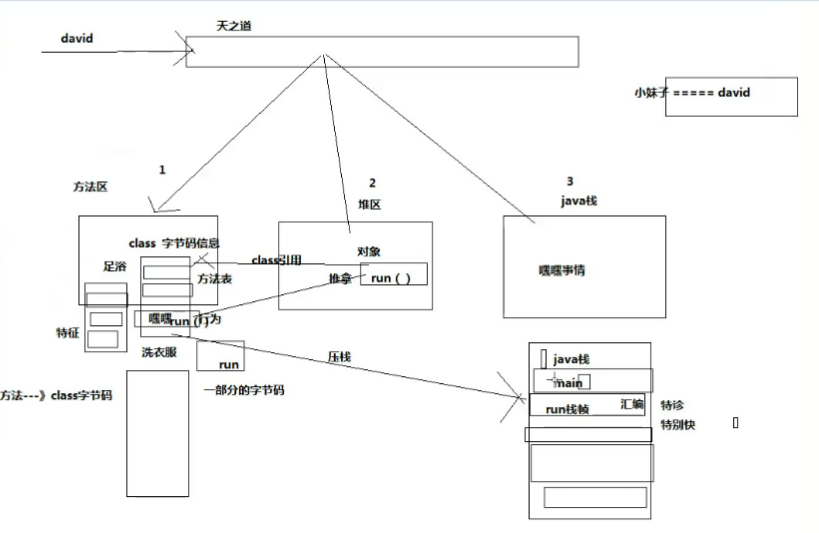 天之道
david
小妹子 ===== david
1
2
3
方法区
堆区
java栈
class 字节码信息
对象
足浴
class引用
方法表
推拿
run ( )
嘿嘿事情
嘿嘿run ( )行为
特征
洗衣服
run
压栈
java栈
main
方法---》class字节码
一部分的字节码
run栈帧
汇编
特诊
特别快